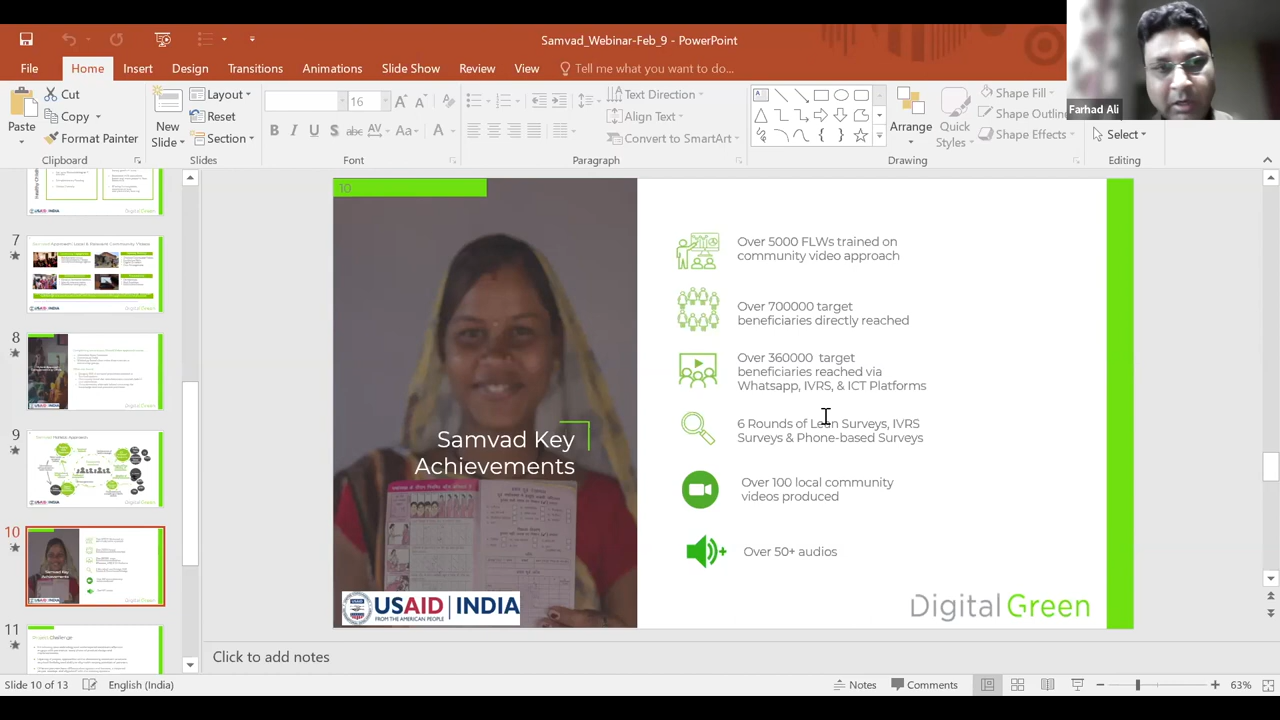 Samvad_Webinar-Feb_9 - PowerPoint
File Home Insert Design Transitions Animations Slide Show Review View Tell me what you want to do...
Paste
Cut
Copy
Format Painter
Clipboard
New
Slide
Layout
Reset
Section
Slides
16
B I U S abc AV Aa A
Font
Text Direction
Align Text
Convert to SmartArt
Paragraph
Arrange
Quick
Styles
Shape Fill
Shape Outline
Shape Effects
Drawing
Select
Editing
Farhad Ali
7
8
9
10
11
10
Samvad Key
Achievements
USAID | INDIA
FROM THE AMERICAN PEOPLE
Over 5000 FLWs trained on
community video approach
Over 700000 target
beneficiaries directly reached
Over 360000 target
beneficiaries reached via
Whatsapp, IVRS, & ICT Platforms
6 Rounds of Lean Surveys, IVRS
Surveys & Phone-based Surveys
Over 100 local community
videos produced
Over 50+ audios
Digital Green
Click to add notes
Slide 10 of 13 English (India) Notes Comments 63%